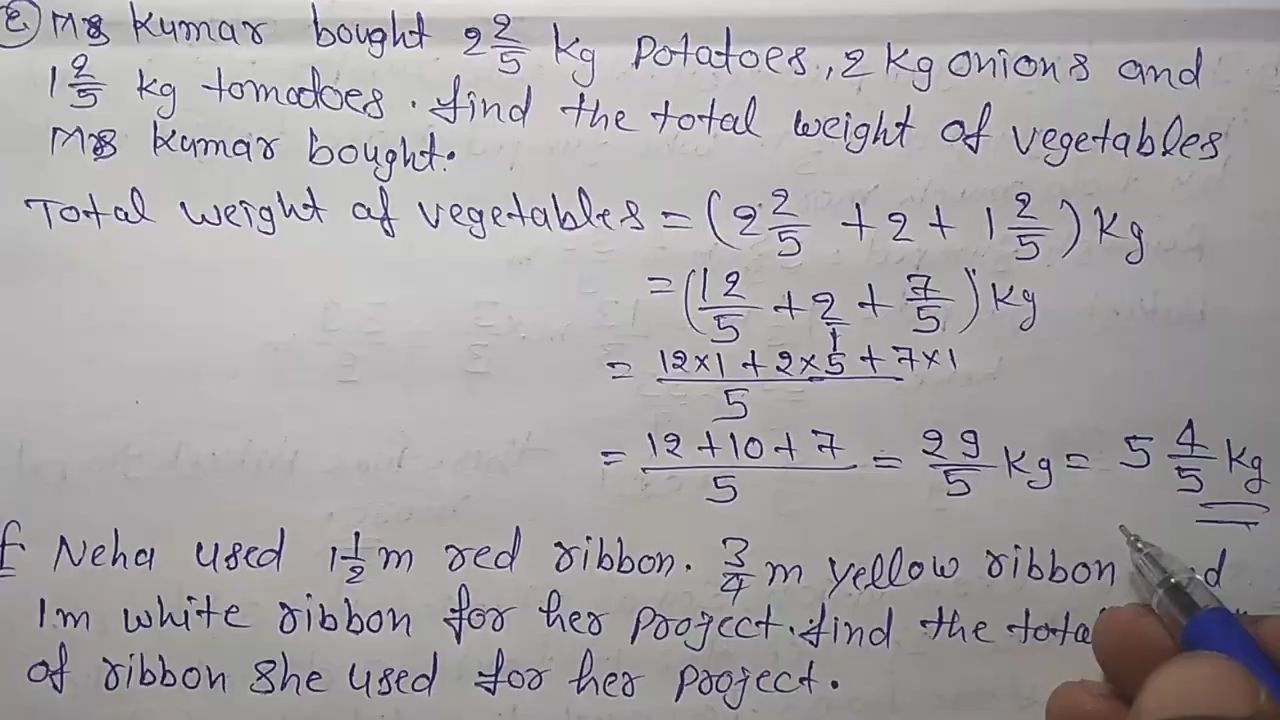 e Mrs Kumar bought 2 2/5 kg potatoes, 2 kg onions and
1 2/5 kg tomatoes. find the total weight of vegetables
Mrs Kumar bought.
Total weight of vegetables = (2 2/5 + 2 + 1 2/5) kg
= (12/5 + 2/1 + 7/5) kg
= 12×1 + 2×5 + 7×1 / 5
= 12+10+7 / 5 = 29/5 kg = 5 4/5 kg
f Neha used 1 1/2 m red ribbon. 3/4 m yellow ribbon
1m white ribbon for her project. find the
of ribbon she used for her project.